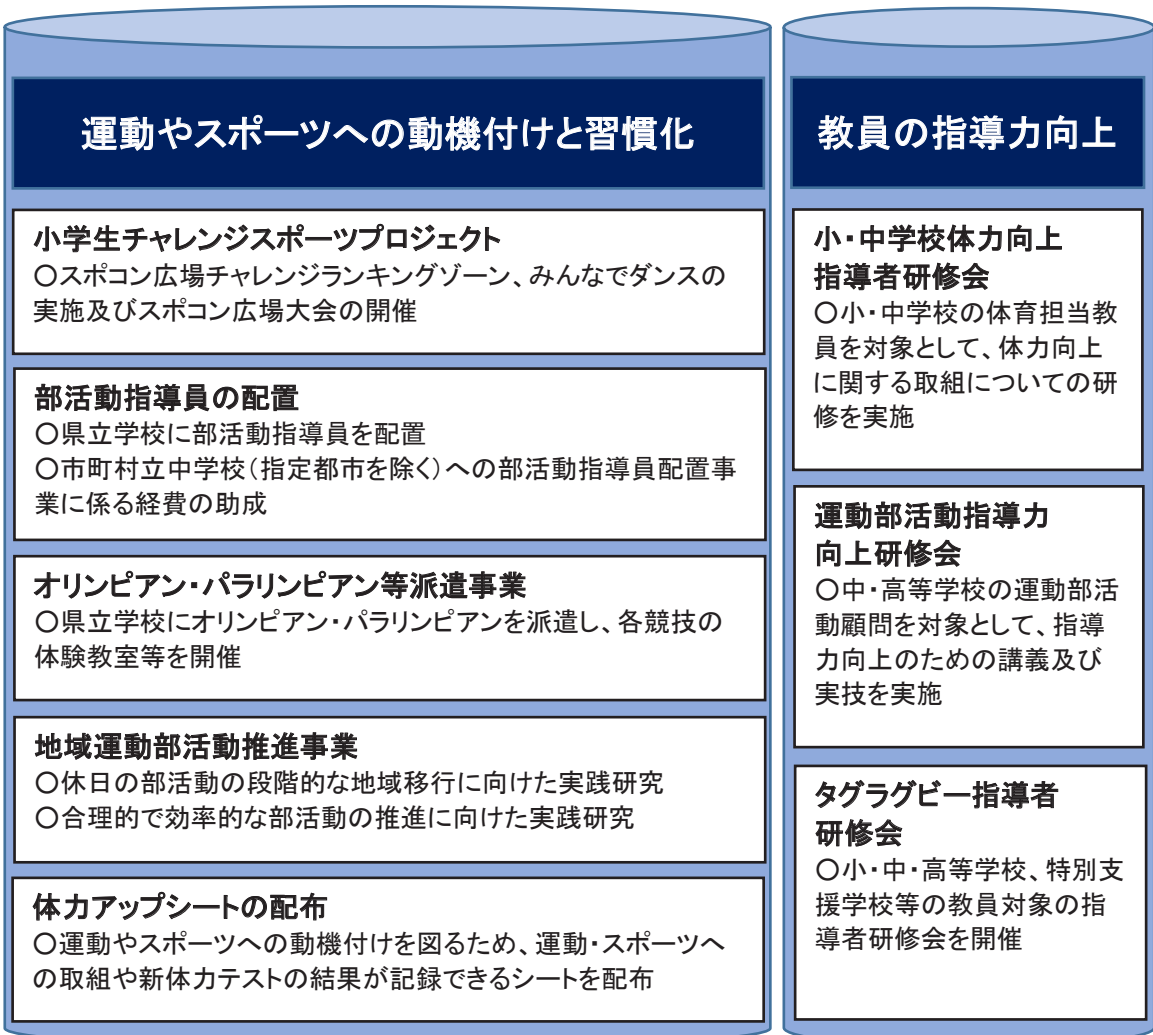 運動やスポーツへの動機付けと習慣化
小学生チャレンジスポーツプロジェクト
○スポコン広場チャレンジランキングゾーン、みんなでダンスの
実施及びスポコン広場大会の開催
部活動指導員の配置
○県立学校に部活動指導員を配置
○市町村立中学校(指定都市を除く)への部活動指導員配置事
業に係る経費の助成
オリンピアン・パラリンピアン等派遣事業
○県立学校にオリンピアン・パラリンピアンを派遣し、各競技の
体験教室等を開催
地域運動部活動推進事業
○休日の部活動の段階的な地域移行に向けた実践研究
○合理的で効率的な部活動の推進に向けた実践研究
体力アップシートの配布
○運動やスポーツへの動機付けを図るため、運動・スポーツへ
の取組や新体力テストの結果が記録できるシートを配布
教員の指導力向上
小・中学校体力向上
指導者研修会
○小・中学校の体育担当教
員を対象として、体力向上
に関する取組についての研
修を実施
運動部活動指導力
向上研修会
○中・高等学校の運動部活
動顧問を対象として、指導
力向上のための講義及び
実技を実施
タグラグビー指導者
研修会
○小・中・高等学校、特別支
援学校等の教員対象の指
導者研修会を開催